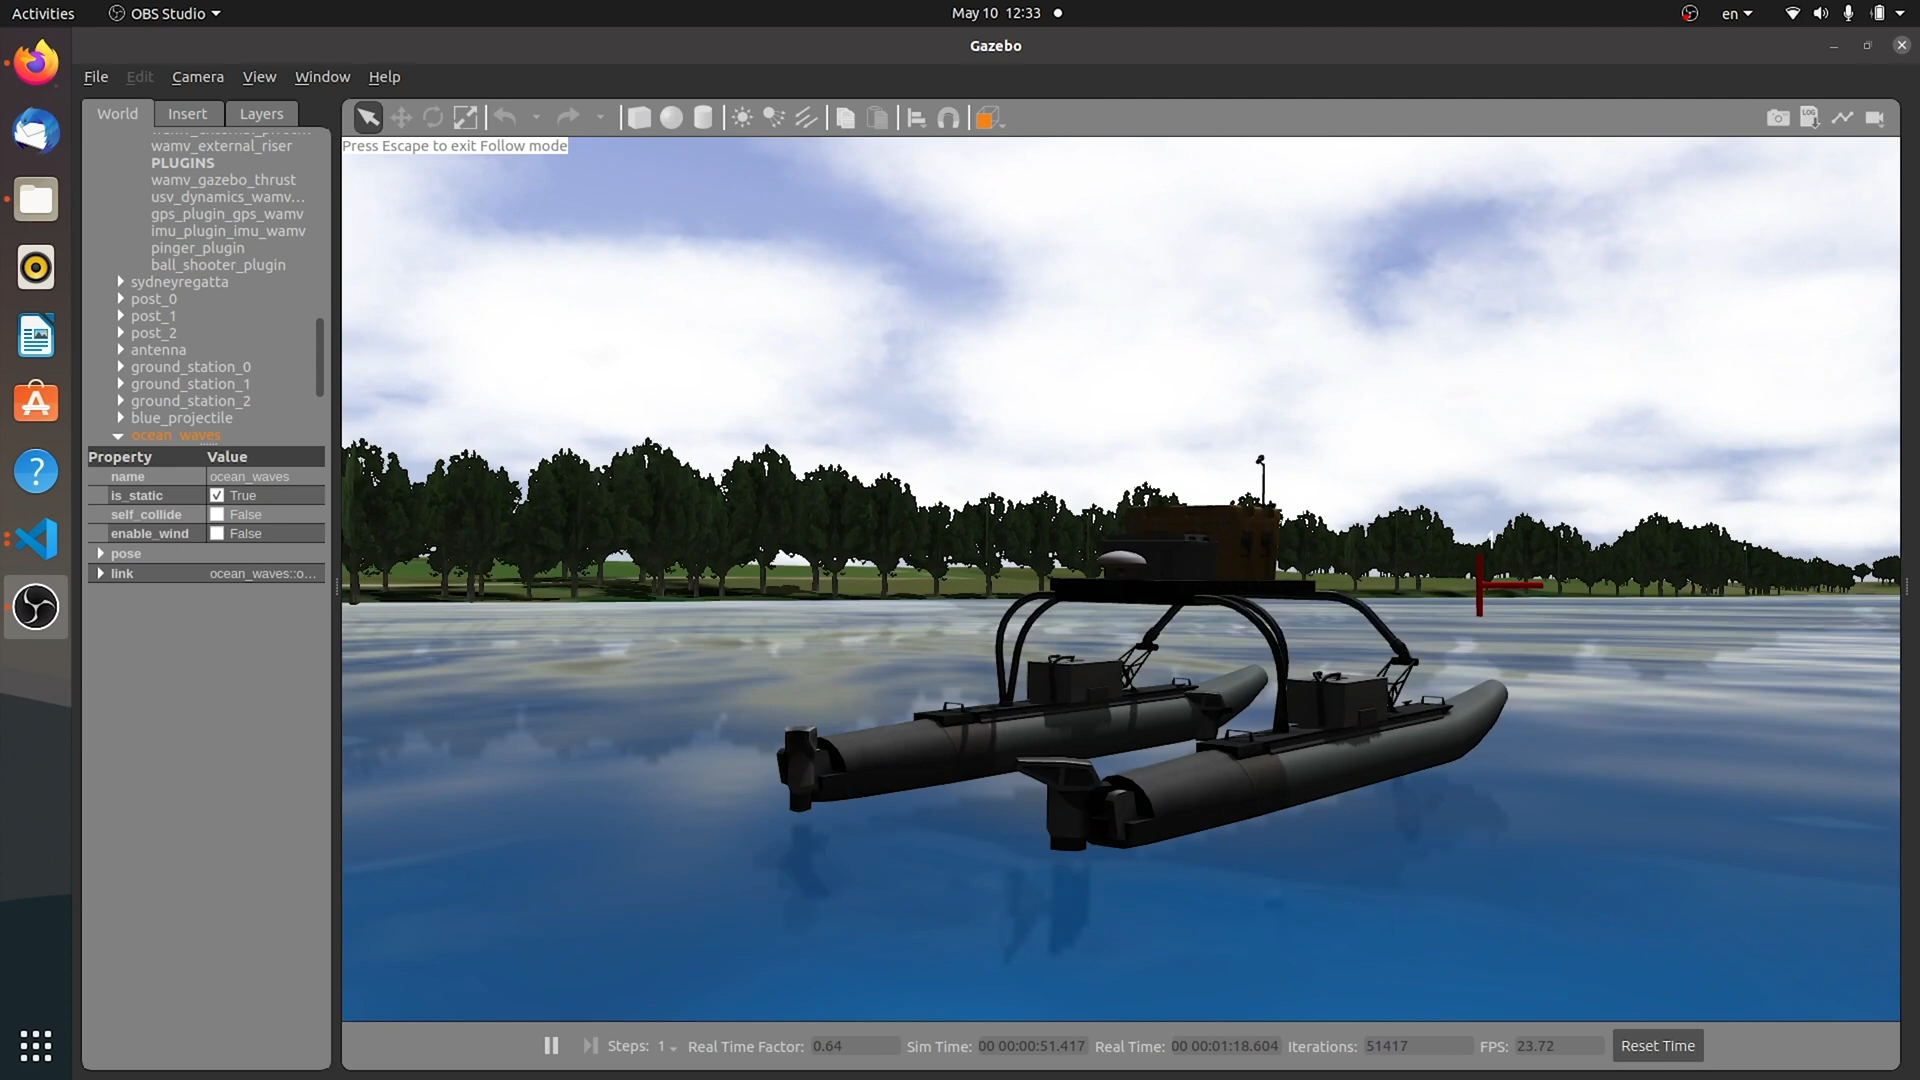 Activities OBS Studio May 10 12:33 en
Gazebo
File Edit Camera View Window Help
World Insert Layers
wamv_external_riser
PLUGINS
wamv_gazebo_thrust
usv_dynamics_wamv...
gps_plugin_gps_wamv
imu_plugin_imu_wamv
pinger_plugin
ball_shooter_plugin
sydneyregatta
post_0
post_1
post_2
antenna
ground_station_0
ground_station_1
ground_station_2
blue_projectile
ocean_waves
Property Value
name ocean_waves
is_static True
self_collide False
enable_wind False
pose
link ocean_waves::o...
LOG
Press Escape to exit Follow mode
Steps: 1 Real Time Factor: 0.64 Sim Time: 00 00:00:51.417 Real Time: 00 00:01:18.604 Iterations: 51417 FPS: 23.72 Reset TIme